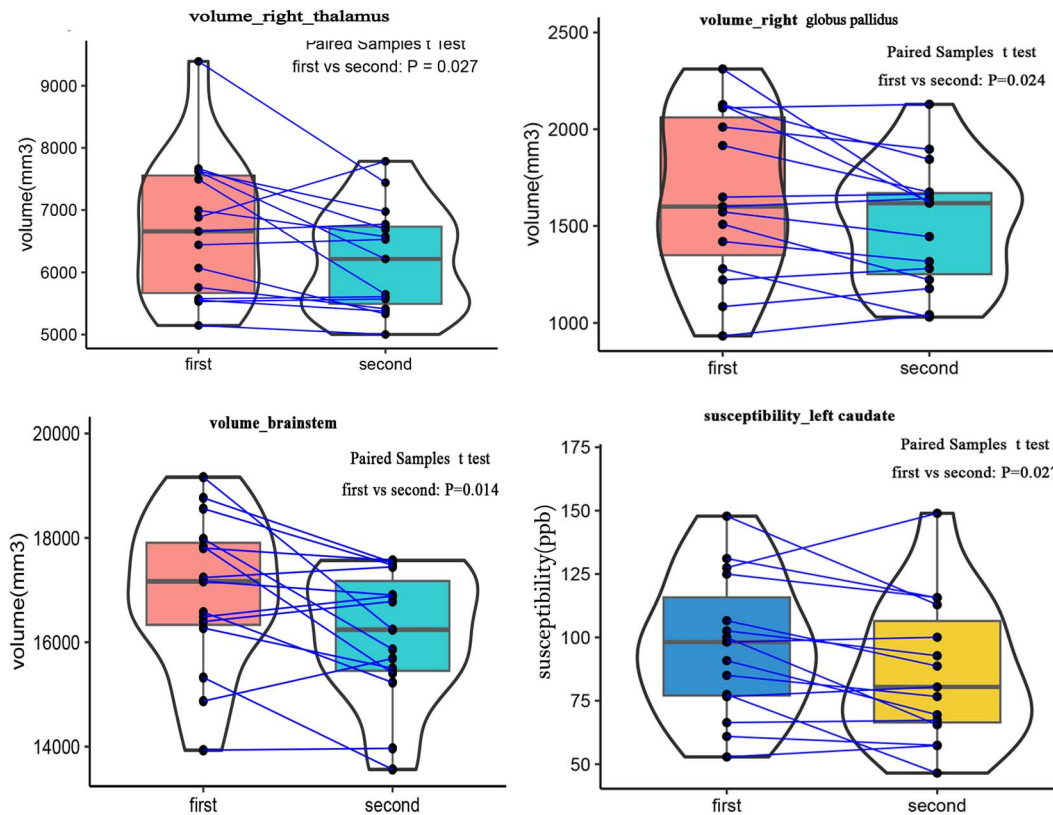 volume_right_thalamus
Paired Samples t Test
first vs second: P = 0.027
volume(mm3)
9000
8000
7000
6000
5000
first
second
volume_right globus pallidus
Paired Samples t test
first vs second: P=0.024
volume(mm3)
2500
2000
1500
1000
first
second
volume_brainstem
Paired Samples t test
first vs second: P=0.014
volume(mm3)
20000
18000
16000
14000
first
second
susceptibility_left caudate
Paired Samples t test
first vs second:
susceptibility(ppb)
175
150
125
100
75
50
first
second